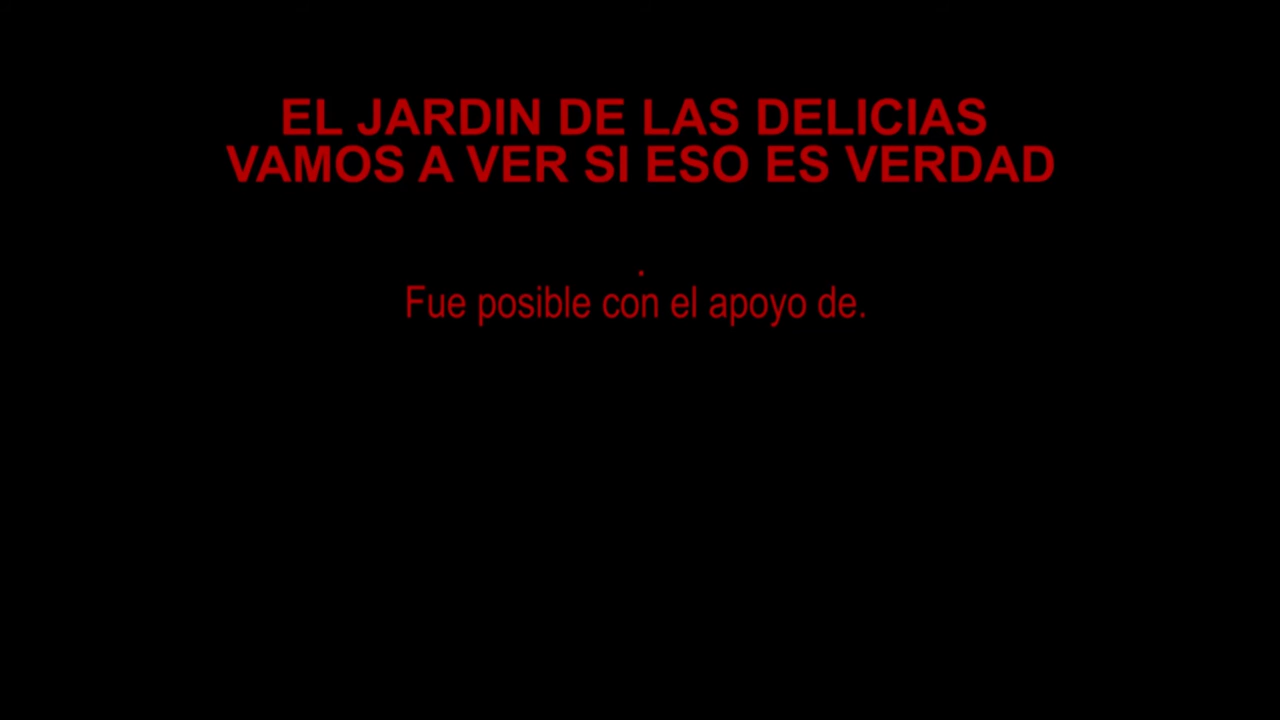 EL JARDIN DE LAS DELICIAS
VAMOS A VER SI ESO ES VERDAD
.
Fue posible con el apoyo de.